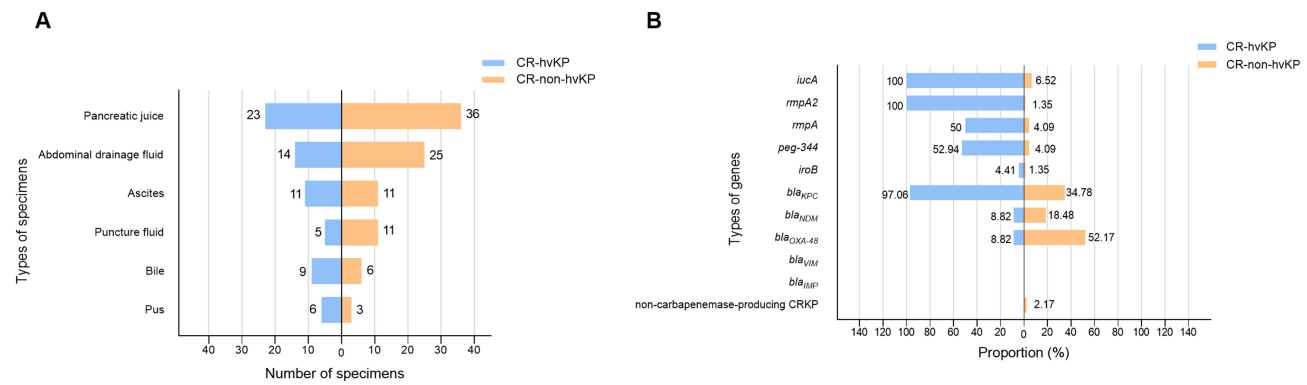 A
CR-hvKP
CR-non-hvKP
Types of specimens
Pancreatic juice 23 36
Abdominal drainage fluid 14 25
Ascites 11 11
Puncture fluid 5 11
Bile 9 6
Pus 6 3
40 30 20 10 0 10 20 30 40
Number of specimens
B
CR-hvKP
CR-non-hvKP
Types of genes
iucA 100 6.52
rmpA2 100 1.35
rmpA 50 4.09
peg-344 52.94 4.09
iroB 4.41 1.35
blaKPC 97.06 34.78
blaNDM 8.82 18.48
blaOXA-48 8.82 52.17
blaVIM
blaIMP
non-carbapenemase-producing CRKP 2.17
140 120 100 80 60 40 20 0 20 40 60 80 100 120 140
Proportion (%)